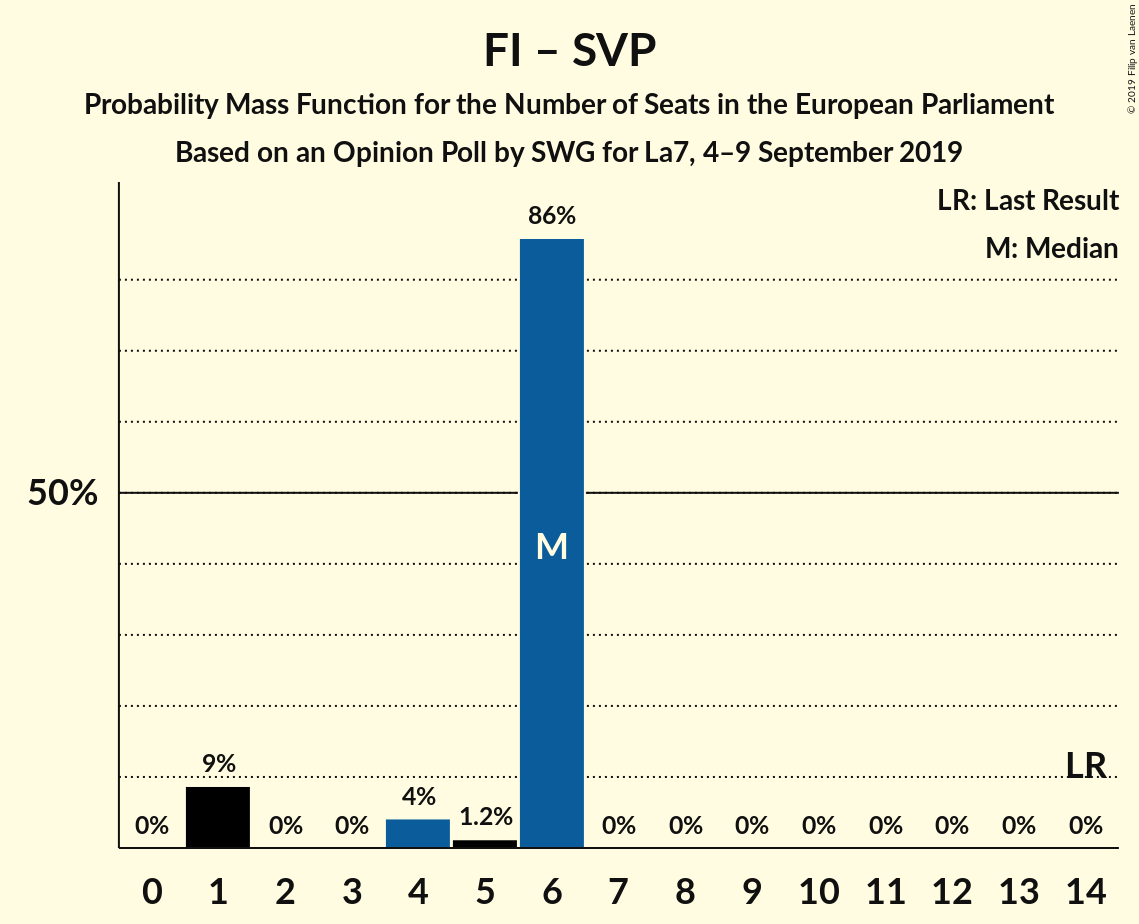 FI – SVP
Probability Mass Function for the Number of Seats in the European Parliament
Based on an Opinion Poll by SWG for La7, 4–9 September 2019
© 2019 Filip van Laenen
LR: Last Result
M: Median
86%
50%
M
9%
4%
1.2%
LR
0% 0% 0% 0% 0% 0% 0% 0% 0% 0% 0%
0 1 2 3 4 5 6 7 8 9 10 11 12 13 14